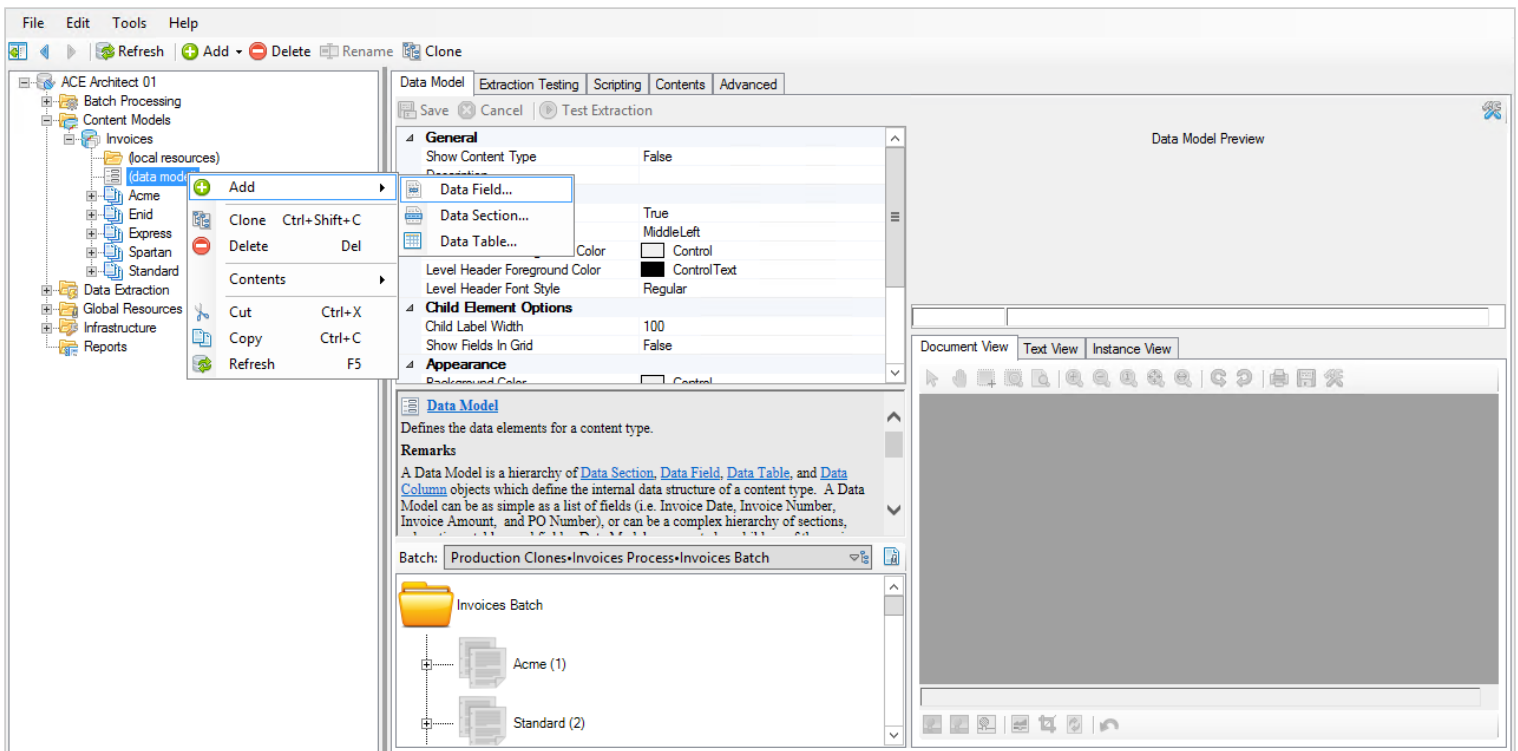 File Edit Tools Help
Refresh Add Delete Rename Clone
ACE Architect 01
Batch Processing
Content Models
Invoices
(local resources)
(data model)
Acme
Enid
Express
Spartan
Standard
Data Extraction
Global Resources
Infrastructure
Reports
Add
Clone Ctrl+Shift+C
Delete Del
Contents
Cut Ctrl+X
Copy Ctrl+C
Refresh F5
Data Field...
Data Section...
Data Table...
Data Model Extraction Testing Scripting Contents Advanced
Save Cancel Test Extraction
General
Show Content Type False
Description
True
MiddleLeft
Color Control
Level Header Foreground Color ControlText
Level Header Font Style Regular
Child Element Options
Child Label Width 100
Show Fields In Grid False
Appearance
Background Color Control
Data Model
Defines the data elements for a content type.
Remarks
A Data Model is a hierarchy of Data Section, Data Field, Data Table, and Data
Column objects which define the internal data structure of a content type. A Data
Model can be as simple as a list of fields (i.e. Invoice Date, Invoice Number,
Invoice Amount, and PO Number), or can be a complex hierarchy of sections,
Batch: Production Clones•Invoices Process•Invoices Batch
Invoices Batch
Acme (1)
Standard (2)
Data Model Preview
Document View Text View Instance View